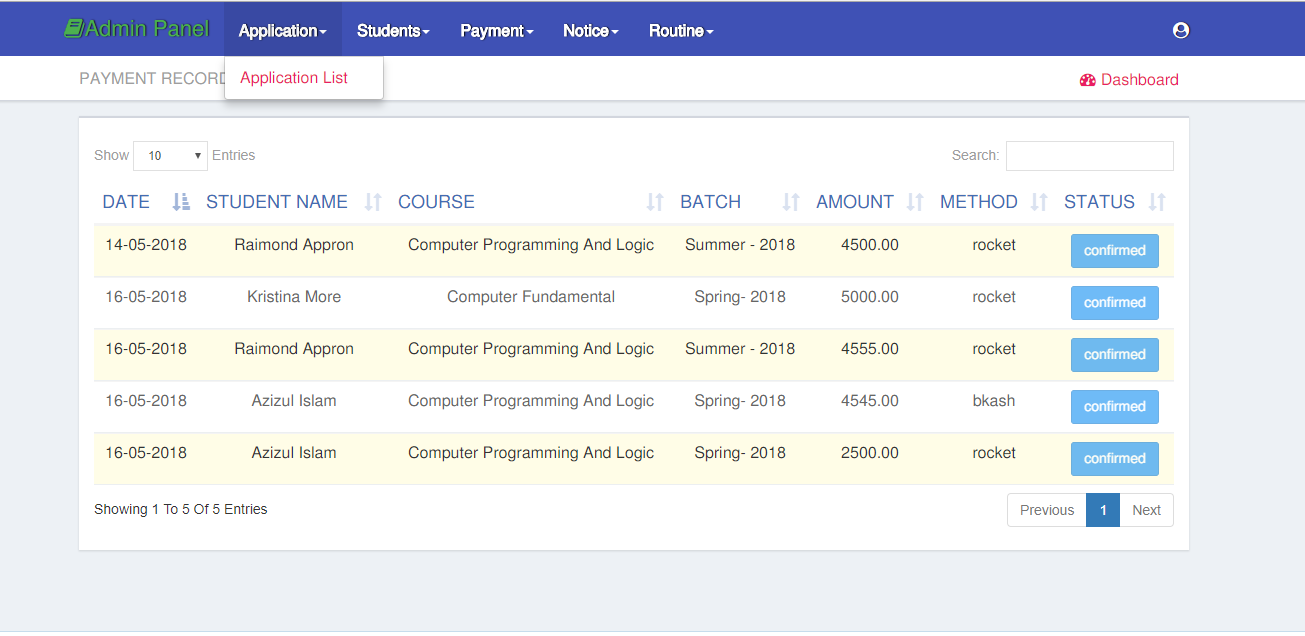 Admin Panel Application Students Payment Notice Routine
PAYMENT RECORD Application List Dashboard
Show 10 Entries Search:
DATE STUDENT NAME COURSE BATCH AMOUNT METHOD STATUS
14-05-2018 Raimond Appron Computer Programming And Logic Summer - 2018 4500.00 rocket confirmed
16-05-2018 Kristina More Computer Fundamental Spring- 2018 5000.00 rocket confirmed
16-05-2018 Raimond Appron Computer Programming And Logic Summer - 2018 4555.00 rocket confirmed
16-05-2018 Azizul Islam Computer Programming And Logic Spring- 2018 4545.00 bkash confirmed
16-05-2018 Azizul Islam Computer Programming And Logic Spring- 2018 2500.00 rocket confirmed
Showing 1 To 5 Of 5 Entries Previous 1 Next